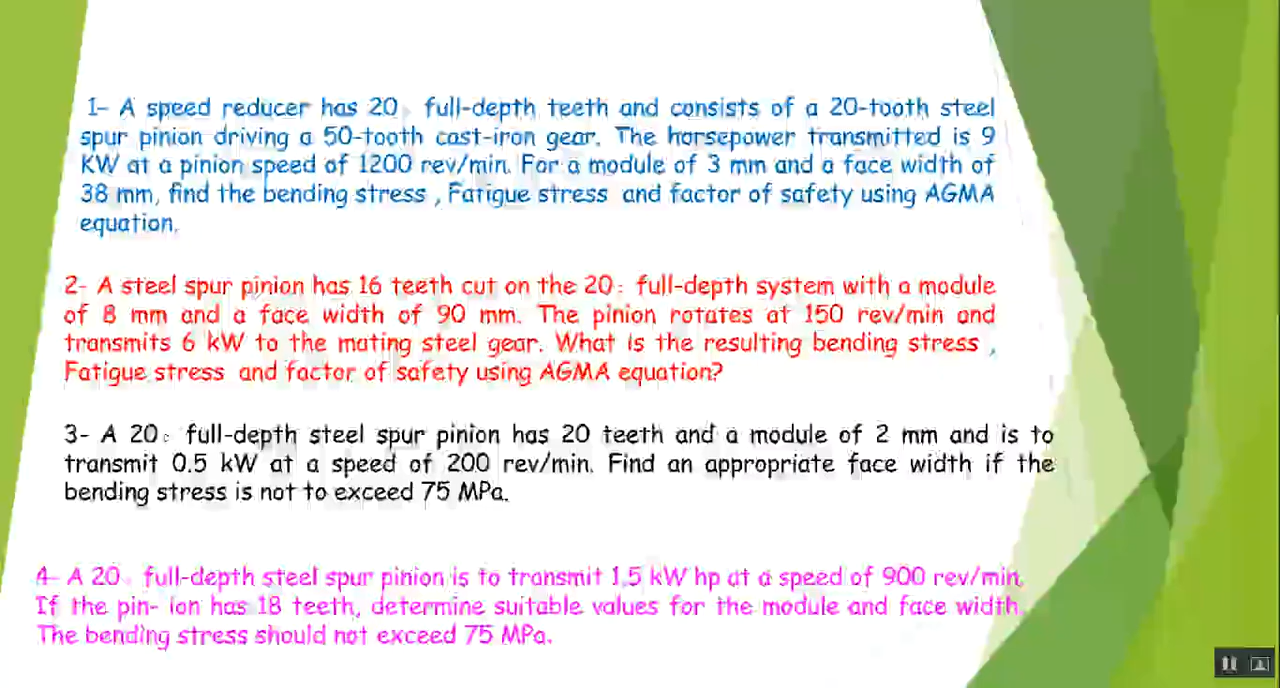 1- A speed reducer has 20 full-depth teeth and consists of a 20-tooth steel
spur pinion driving a 50-tooth cast-iron gear. The horsepower transmitted is 9
KW at a pinion speed of 1200 rev/min. For a module of 3 mm and a face width of
38 mm, find the bending stress , Fatigue stress and factor of safety using AGMA
equation.
2- A steel spur pinion has 16 teeth cut on the 20 full-depth system with a module
of 8 mm and a face width of 90 mm. The pinion rotates at 150 rev/min and
transmits 6 kW to the mating steel gear. What is the resulting bending stress ,
Fatigue stress and factor of safety using AGMA equation?
3- A 20 full-depth steel spur pinion has 20 teeth and a module of 2 mm and is to
transmit 0.5 kW at a speed of 200 rev/min. Find an appropriate face width if the
bending stress is not to exceed 75 MPa.
4- A 20 full-depth steel spur pinion is to transmit 1.5 kW hp at a speed of 900 rev/min.
If the pin- ion has 18 teeth, determine suitable values for the module and face width.
The bending stress should not exceed 75 MPa.